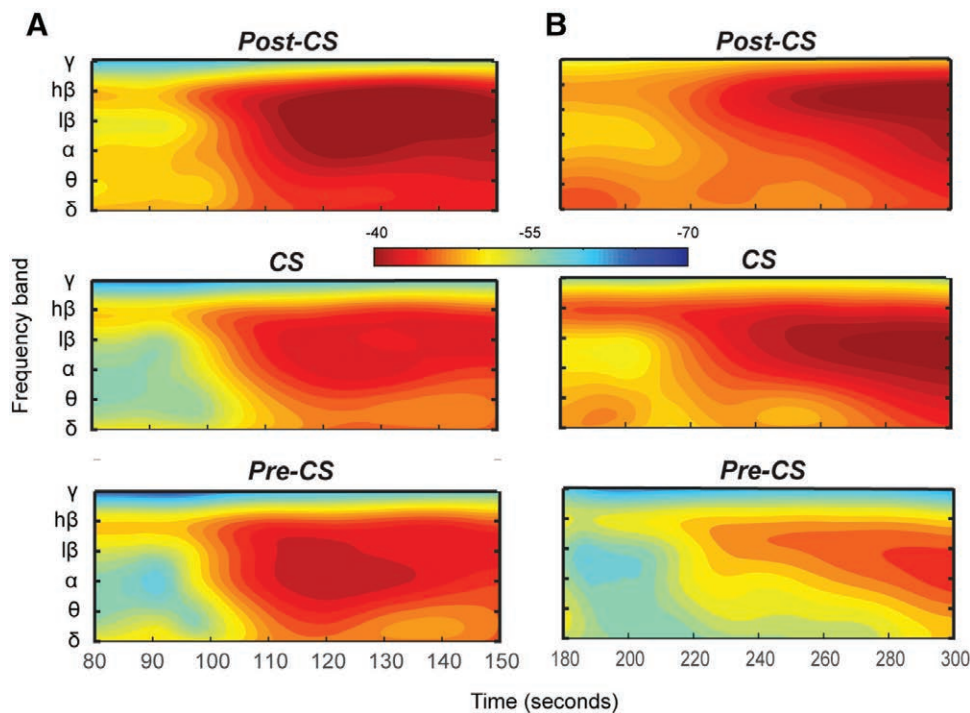 A
B
Post-CS
Post-CS
γ
hβ
lβ
α
θ
δ
-40
-55
-70
CS
CS
γ
hβ
lβ
α
θ
δ
Frequency band
Pre-CS
Pre-CS
γ
hβ
lβ
α
θ
δ
80 90 100 110 120 130 140 150
180 200 220 240 260 280 300
Time (seconds)